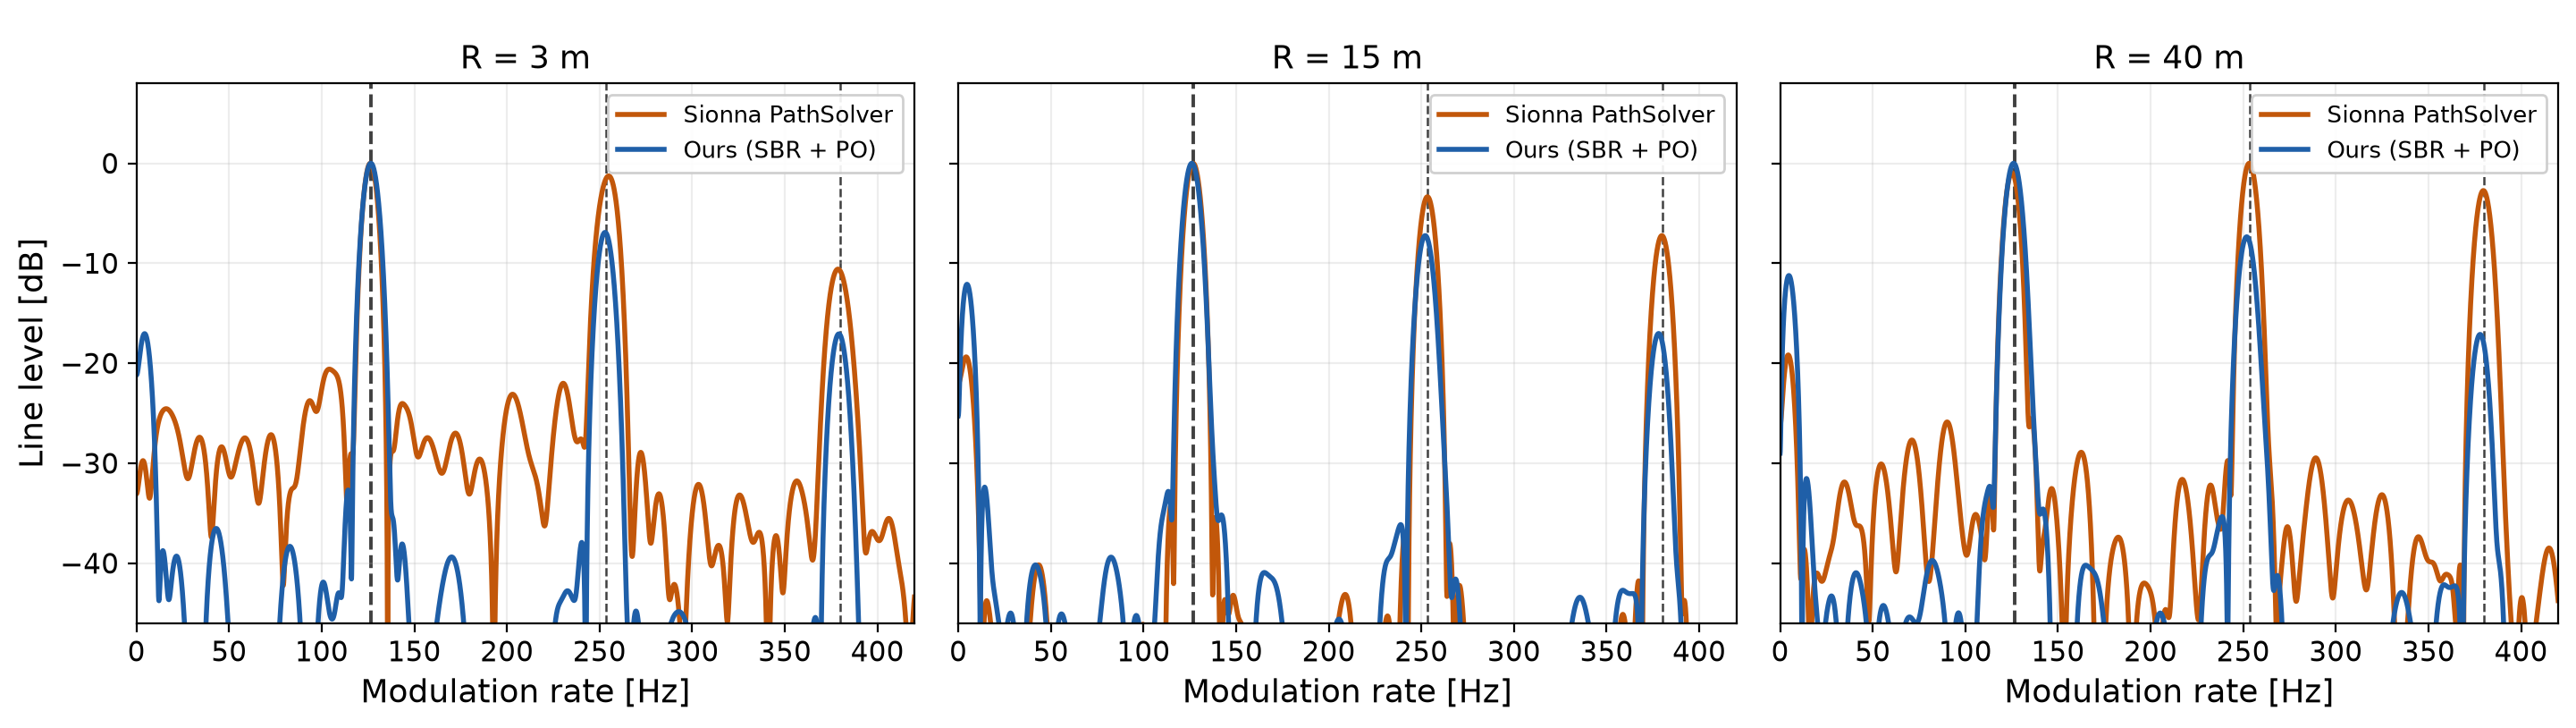 R = 3 m
R = 15 m
R = 40 m
Sionna PathSolver
Ours (SBR + PO)
Sionna PathSolver
Ours (SBR + PO)
Sionna PathSolver
Ours (SBR + PO)
Line level [dB]
0
−10
−20
−30
−40
0 50 100 150 200 250 300 350 400
0 50 100 150 200 250 300 350 400
0 50 100 150 200 250 300 350 400
Modulation rate [Hz]
Modulation rate [Hz]
Modulation rate [Hz]